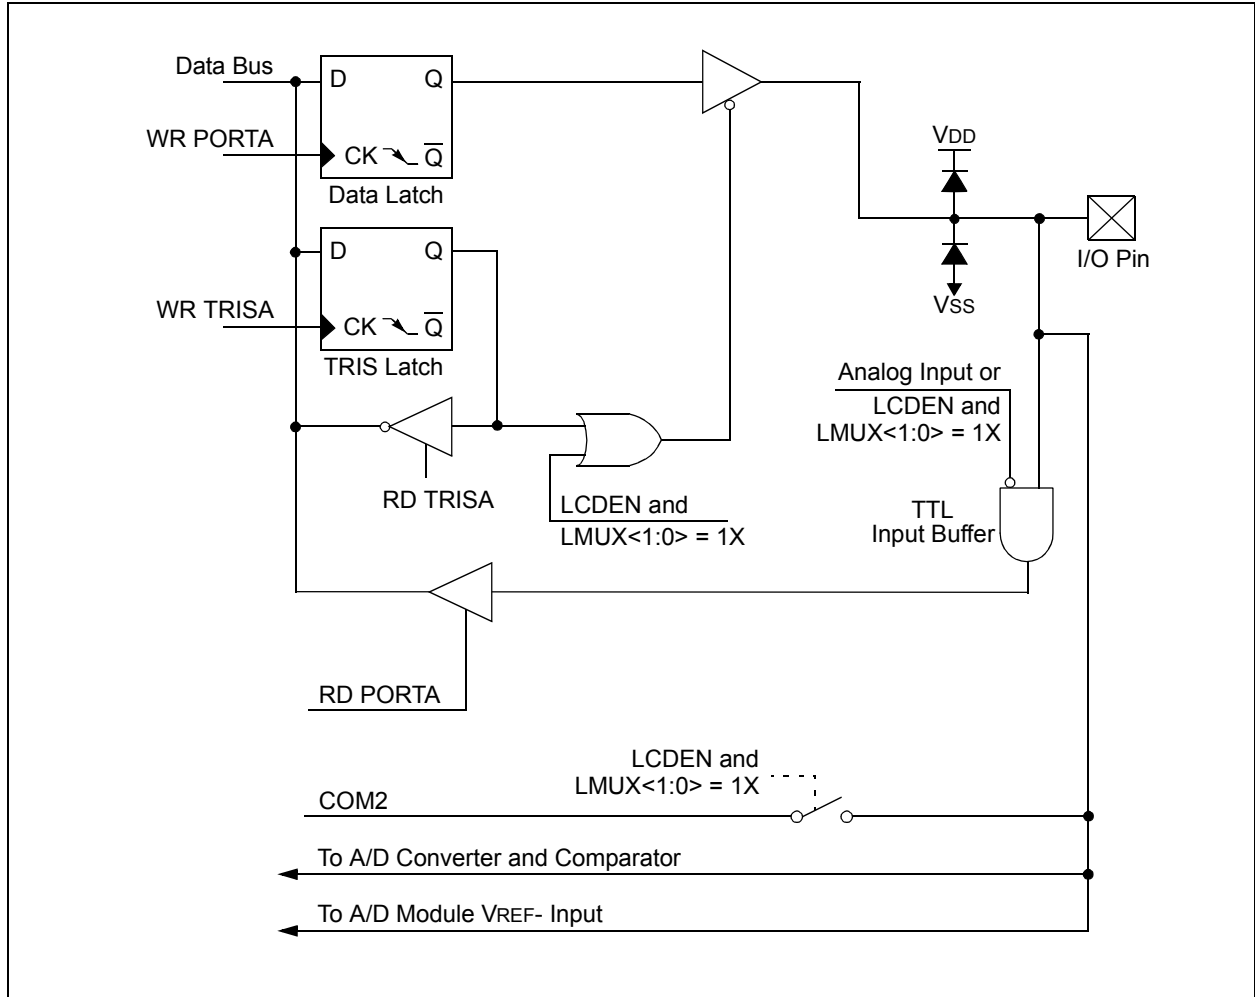 Data Bus
D Q
WR PORTA
CK Q̅
Data Latch
VDD
I/O Pin
VSS
D Q
WR TRISA
CK Q̅
TRIS Latch
Analog Input or
LCDEN and
LMUX<1:0> = 1X
RD TRISA
LCDEN and
LMUX<1:0> = 1X
TTL
Input Buffer
RD PORTA
LCDEN and
LMUX<1:0> = 1X
COM2
To A/D Converter and Comparator
To A/D Module VREF- Input